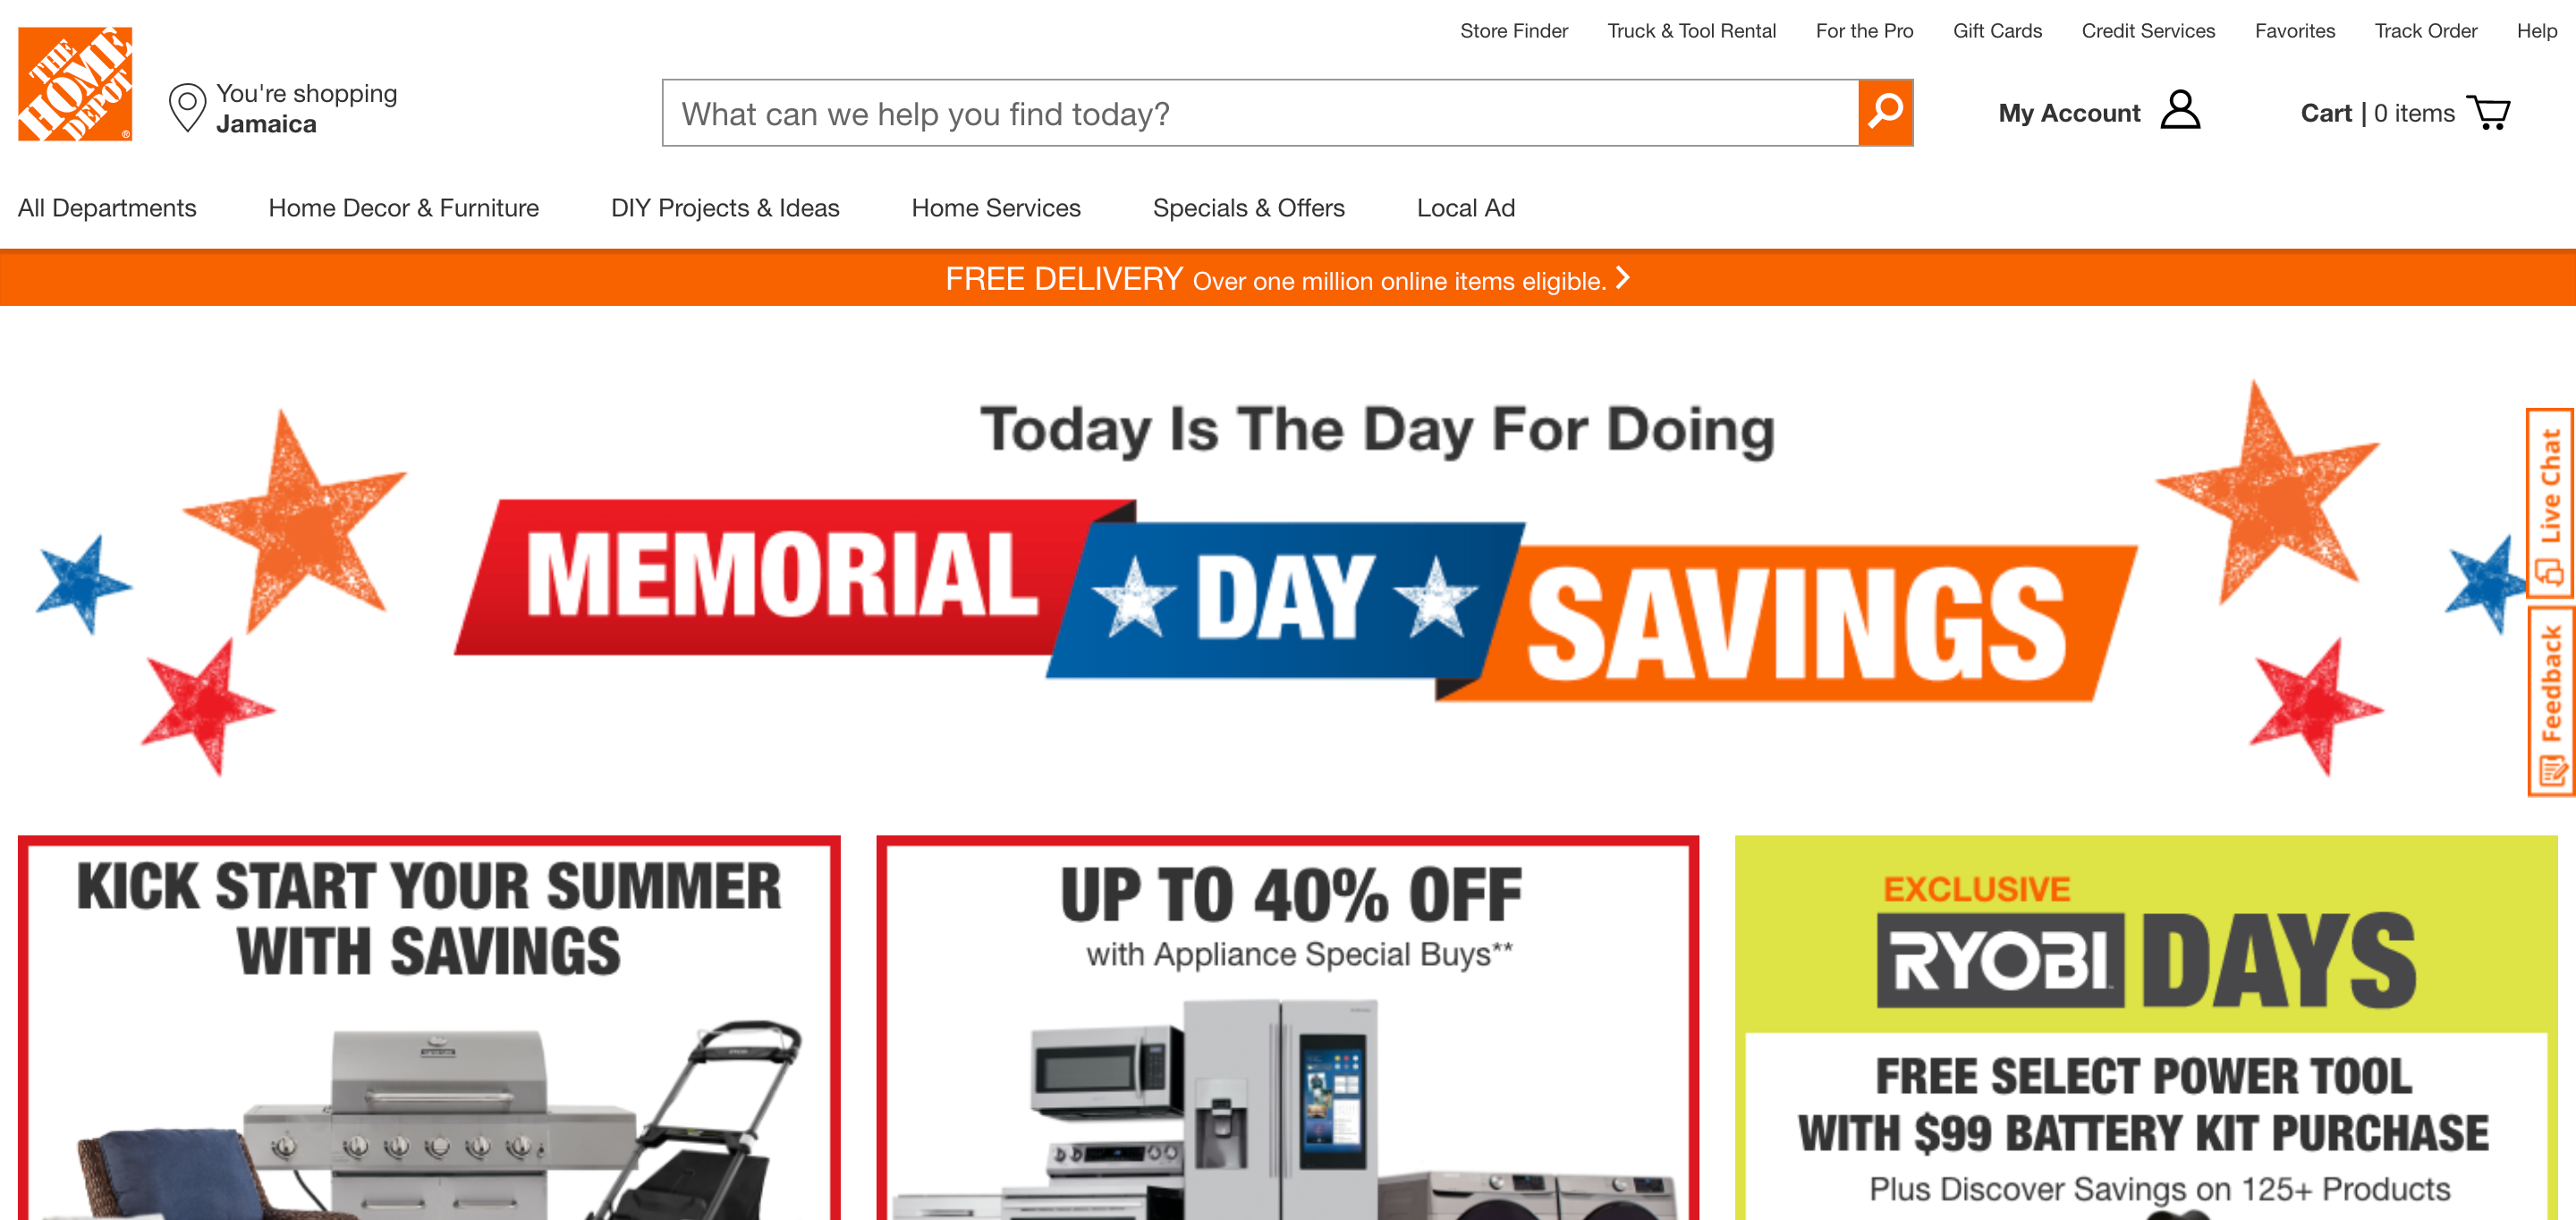 Store Finder
Truck & Tool Rental
For the Pro
Gift Cards
Credit Services
Favorites
Track Order
Help
THE
HOME
DEPOT
®
You're shopping
Jamaica
What can we help you find today?
My Account
Cart | 0 items
All Departments
Home Decor & Furniture
DIY Projects & Ideas
Home Services
Specials & Offers
Local Ad
FREE DELIVERY Over one million online items eligible.
Today Is The Day For Doing
MEMORIAL DAY SAVINGS
Live Chat
Feedback
KICK START YOUR SUMMER
WITH SAVINGS
UP TO 40% OFF
with Appliance Special Buys**
EXCLUSIVE
RYOBI DAYS
FREE SELECT POWER TOOL
WITH $99 BATTERY KIT PURCHASE
Plus Discover Savings on 125+ Products